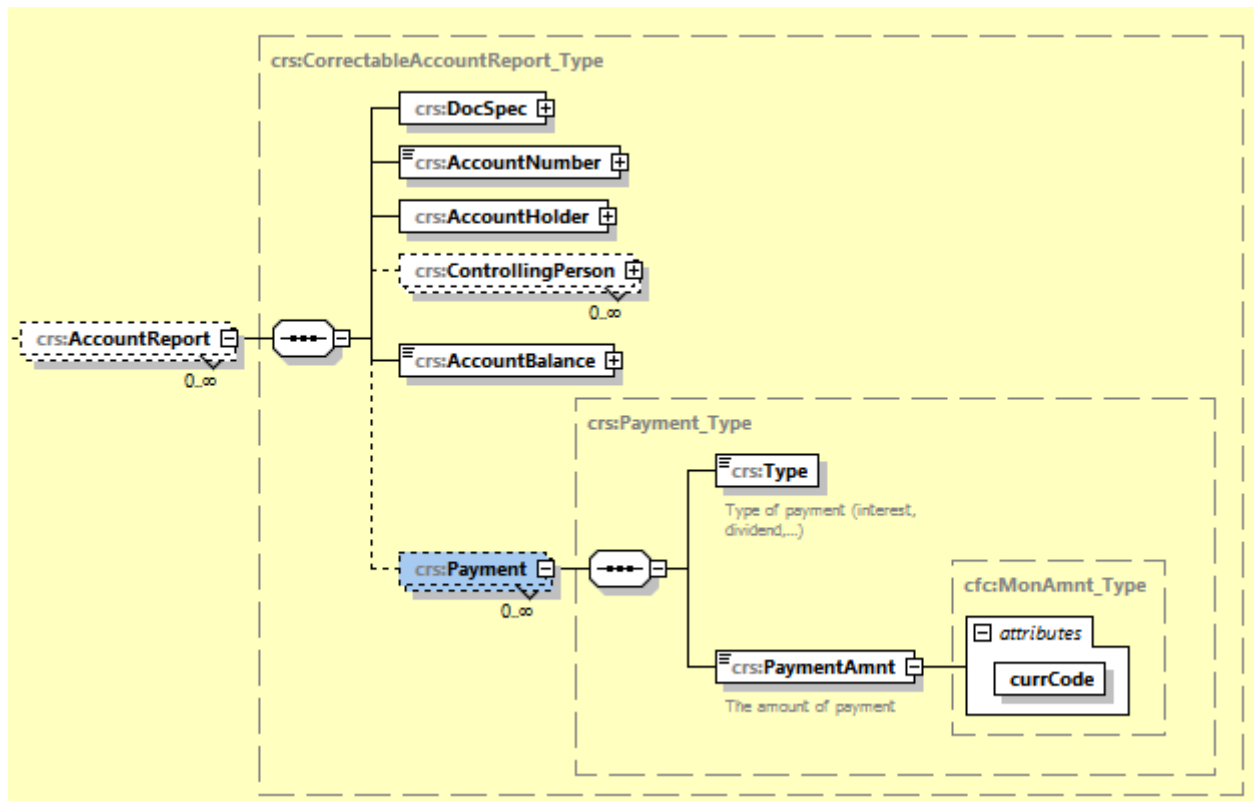 crs:CorrectableAccountReport_Type
crs:DocSpec
crs:AccountNumber
crs:AccountHolder
crs:ControllingPerson
0..∞
crs:AccountReport
0..∞
crs:AccountBalance
crs:Payment_Type
crs:Type
Type of payment (interest,
dividend,...)
crs:Payment
0..∞
cfc:MonAmnt_Type
attributes
currCode
crs:PaymentAmnt
The amount of payment